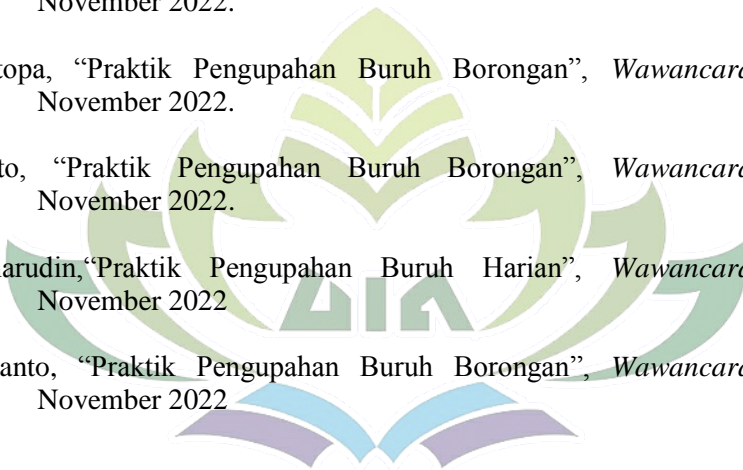 November 2022.
topa, “Praktik Pengupahan Buruh Borongan”, Wawancara
November 2022.
to, “Praktik Pengupahan Buruh Borongan”, Wawancara
November 2022.
arudin,“Praktik Pengupahan Buruh Harian”, Wawancara
November 2022
anto, “Praktik Pengupahan Buruh Borongan”, Wawancara
November 2022